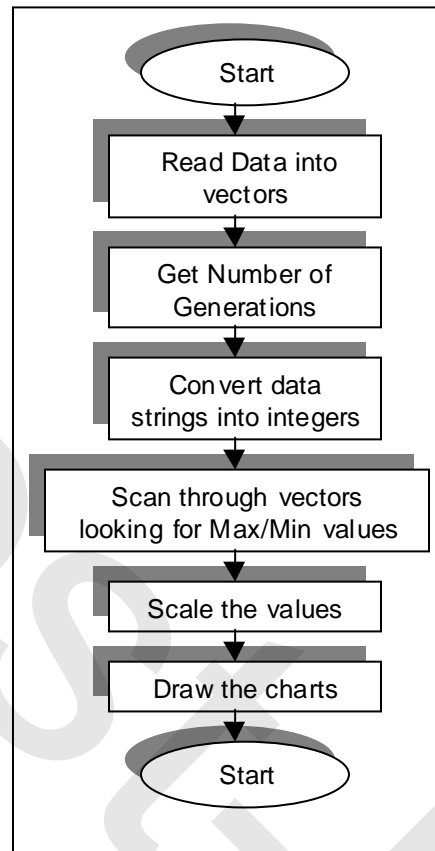 Start
Read Data into
vectors
Get Number of
Generations
Convert data
strings into integers
Scan through vectors
looking for Max/Min values
Scale the values
Draw the charts
Start